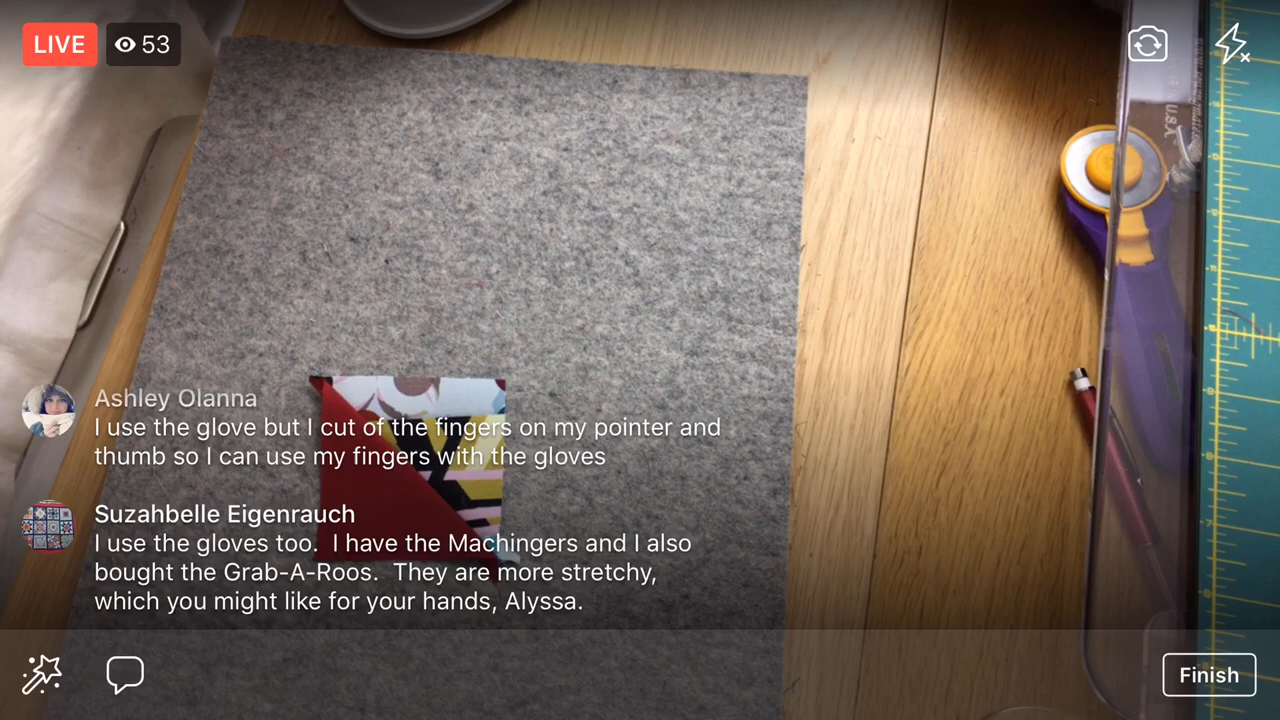 LIVE 53
U.S.A
Ashley Olanna
I use the glove but I cut of the fingers on my pointer and
thumb so I can use my fingers with the gloves
Suzahbelle Eigenrauch
I use the gloves too.  I have the Machingers and I also
bought the Grab-A-Roos.  They are more stretchy,
which you might like for your hands, Alyssa.
Finish